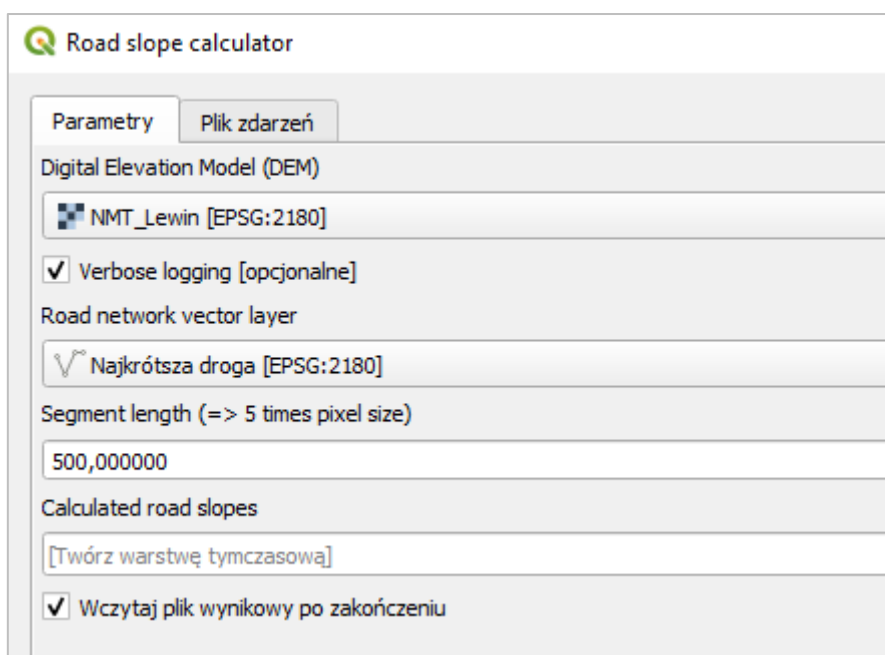 Road slope calculator
Parametry
Plik zdarzeń
Digital Elevation Model (DEM)
NMT_Lewin [EPSG:2180]
Verbose logging [opcjonalne]
Road network vector layer
Najkrótsza droga [EPSG:2180]
Segment length (=> 5 times pixel size)
500,000000
Calculated road slopes
[Twórz warstwę tymczasową]
Wczytaj plik wynikowy po zakończeniu